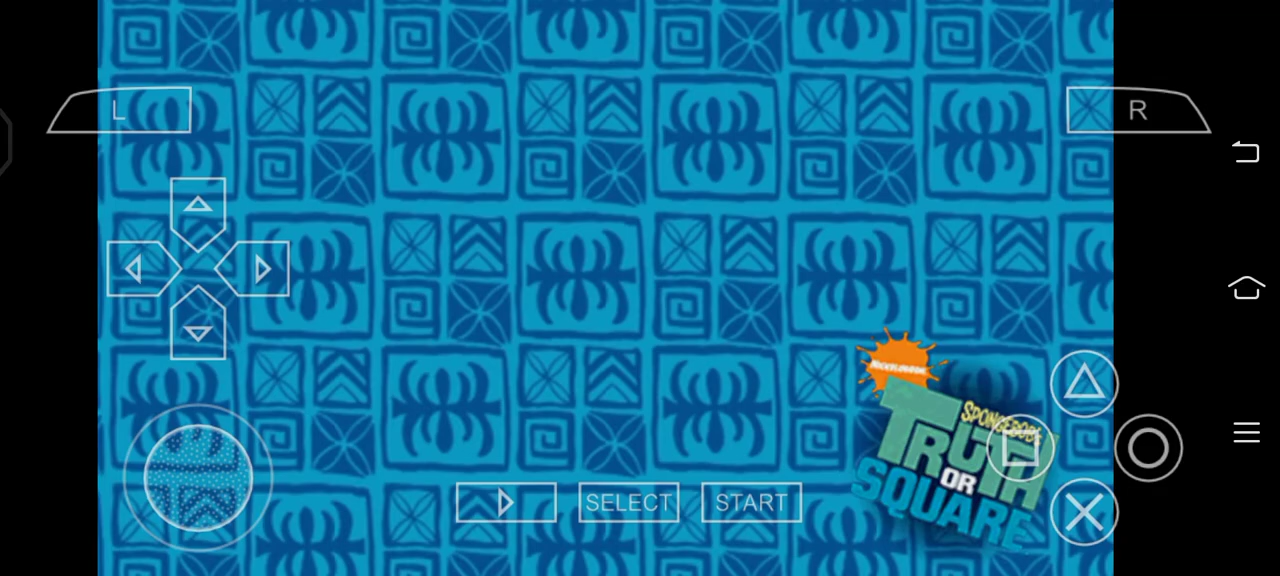 L
R
NICKELODEON
SPONGEBOB'S
TRUTH
OR
SQUARE
SELECT
START